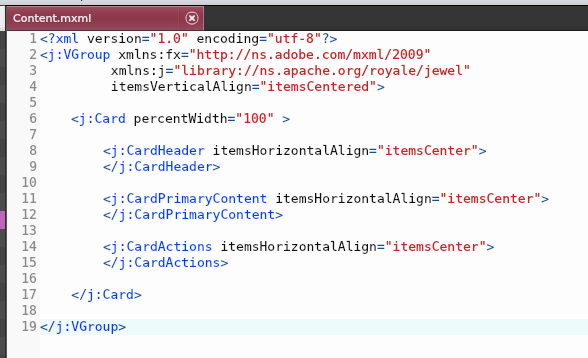 Content.mxml
1 <?xml version="1.0" encoding="utf-8"?>
2 <j:VGroup xmlns:fx="http://ns.adobe.com/mxml/2009"
3 xmlns:j="library://ns.apache.org/royale/jewel"
4 itemsVerticalAlign="itemsCentered">
5
6 <j:Card percentWidth="100" >
7
8 <j:CardHeader itemsHorizontalAlign="itemsCenter">
9 </j:CardHeader>
10
11 <j:CardPrimaryContent itemsHorizontalAlign="itemsCenter">
12 </j:CardPrimaryContent>
13
14 <j:CardActions itemsHorizontalAlign="itemsCenter">
15 </j:CardActions>
16
17 </j:Card>
18
19 </j:VGroup>